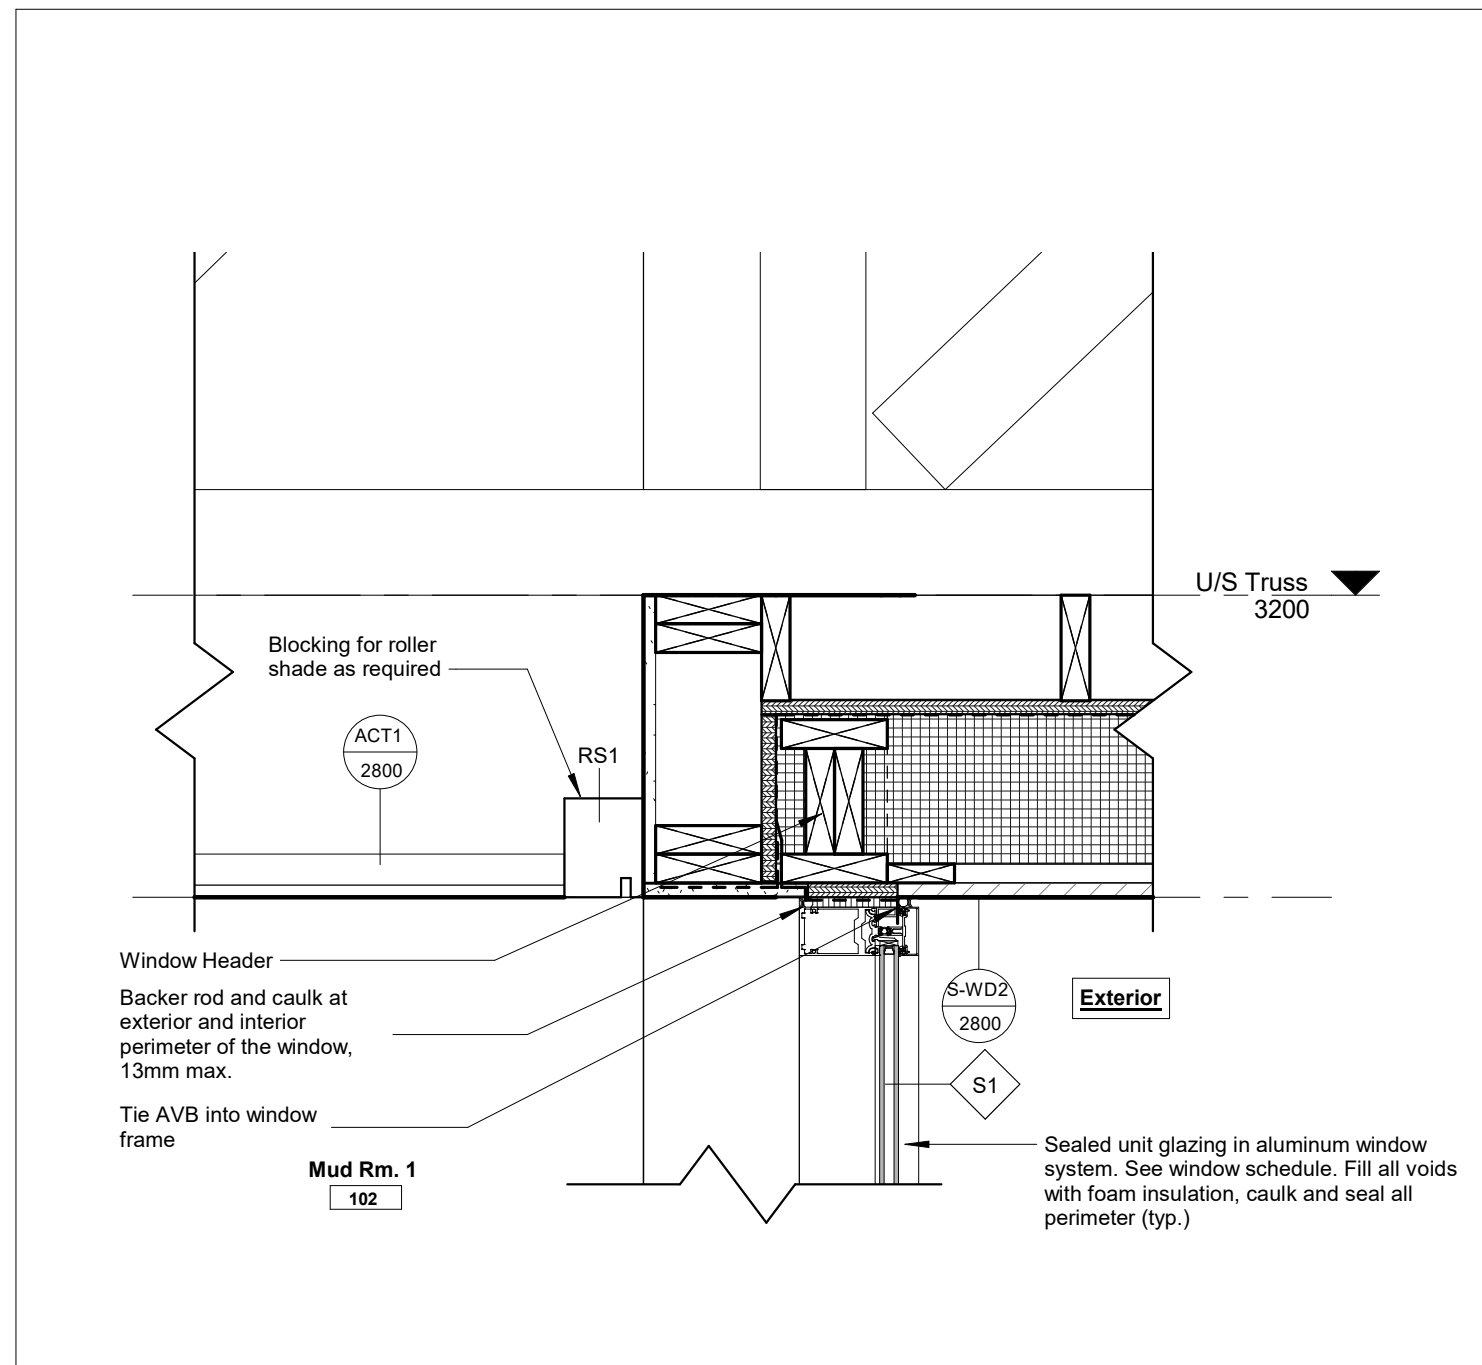 U/S Truss
3200
Blocking for roller
shade as required
ACT1
2800
RS1
Window Header
Backer rod and caulk at
exterior and interior
perimeter of the window,
13mm max.
Tie AVB into window
frame
Mud Rm. 1
102
S-WD2
2800
Exterior
S1
Sealed unit glazing in aluminum window
system. See window schedule. Fill all voids
with foam insulation, caulk and seal all
perimeter (typ.)